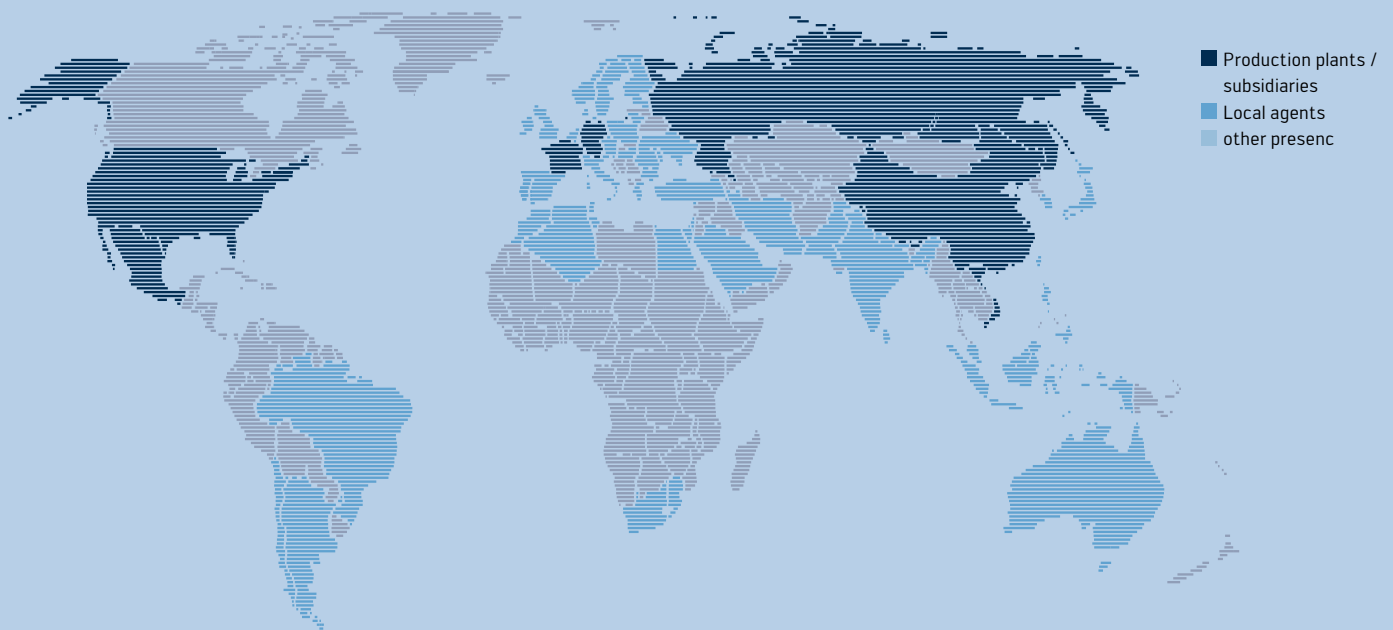 Production plants /
subsidiaries
Local agents
other presenc